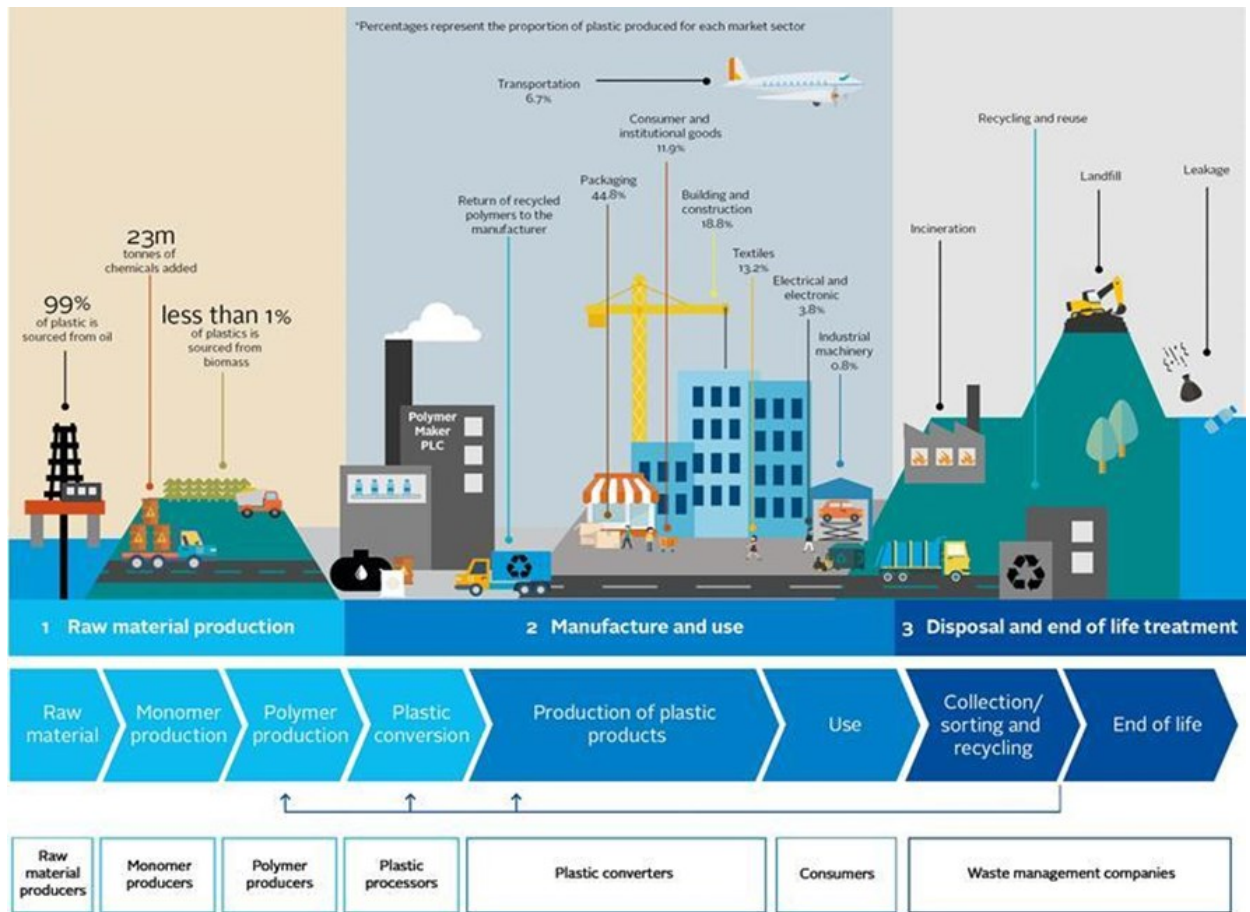 *Percentages represent the proportion of plastic produced for each market sector
Transportation
6.7%
Consumer and
institutional goods
11.9%
Packaging
44.8%
Return of recycled
polymers to the
manufacturer
Building and
construction
18.8%
Textiles
13.2%
Electrical and
electronic
3.8%
Industrial
machinery
0.8%
Recycling and reuse
Landfill
Leakage
Incineration
23m
tonnes of
chemicals added
99%
of plastic is
sourced from oil
less than 1%
of plastics is
sourced from
biomass
Polymer
Maker
PLC
1 Raw material production
2 Manufacture and use
3 Disposal and end of life treatment
Raw
material
Monomer
production
Polymer
production
Plastic
conversion
Production of plastic
products
Use
Collection/
sorting and
recycling
End of life
Raw
material
producers
Monomer
producers
Polymer
producers
Plastic
processors
Plastic converters
Consumers
Waste management companies